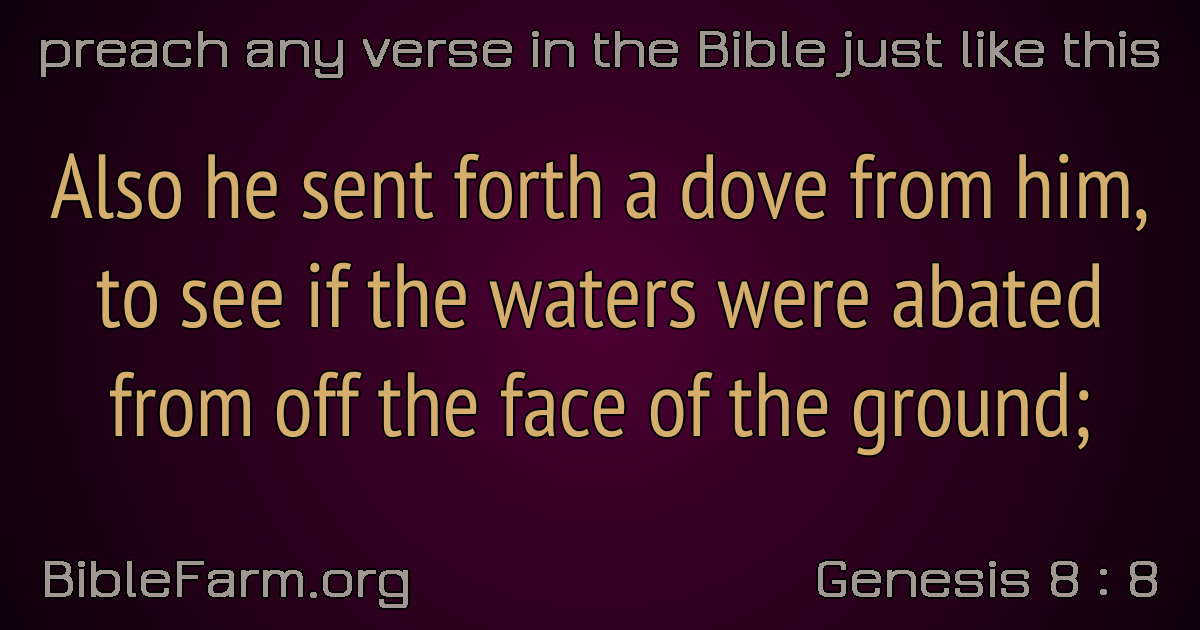 preach any verse in the Bible just like this
Also he sent forth a dove from him,
to see if the waters were abated
from off the face of the ground;
BibleFarm.org
Genesis 8 : 8